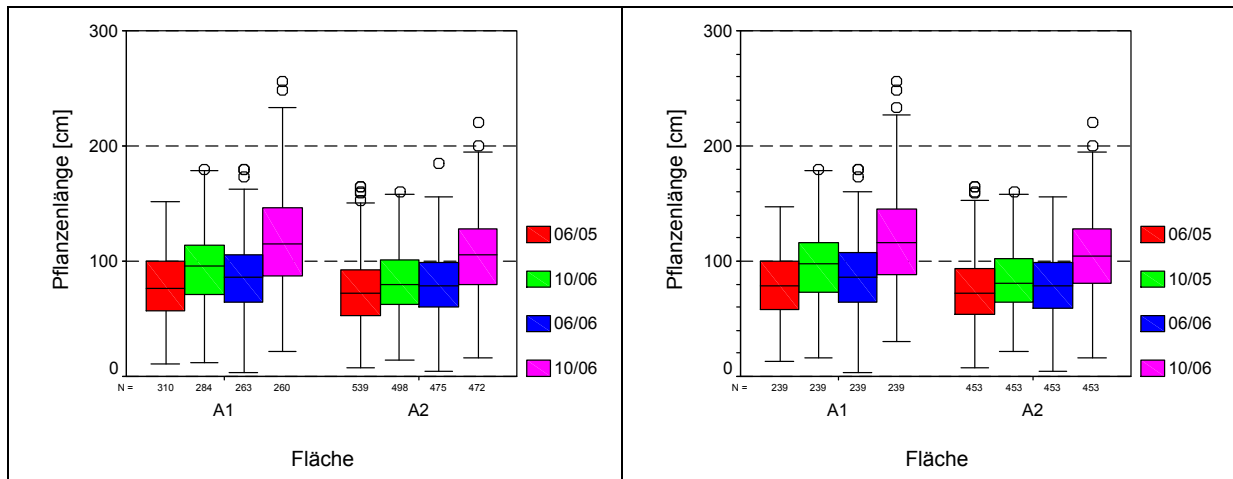 300
200
100
0
Pflanzenlänge [cm]
N = 310 284 263 260 539 498 475 472
A1 A2
Fläche
06/05
10/06
06/06
10/06
300
200
100
0
Pflanzenlänge [cm]
N = 239 239 239 239 453 453 453 453
A1 A2
Fläche
06/05
10/05
06/06
10/06